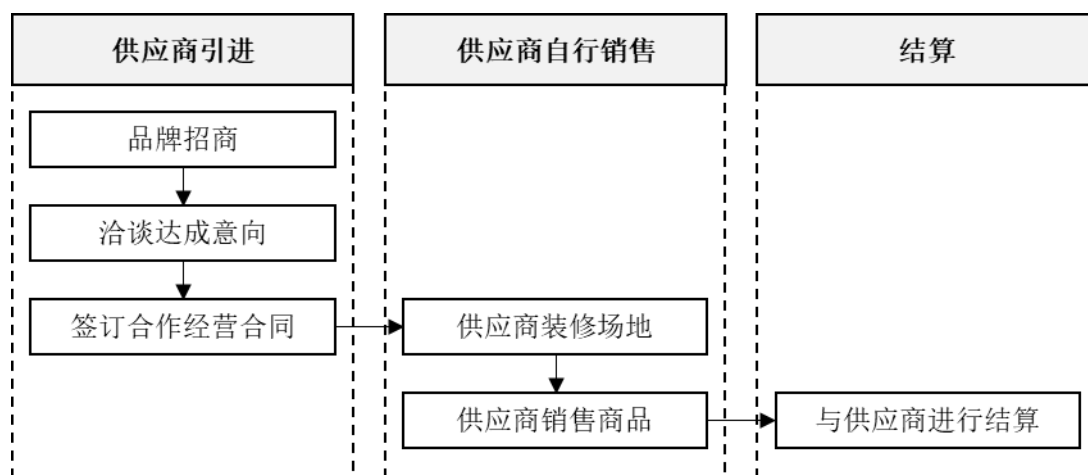 供应商引进
供应商自行销售
结算
品牌招商
洽谈达成意向
签订合作经营合同
供应商装修场地
供应商销售商品
与供应商进行结算